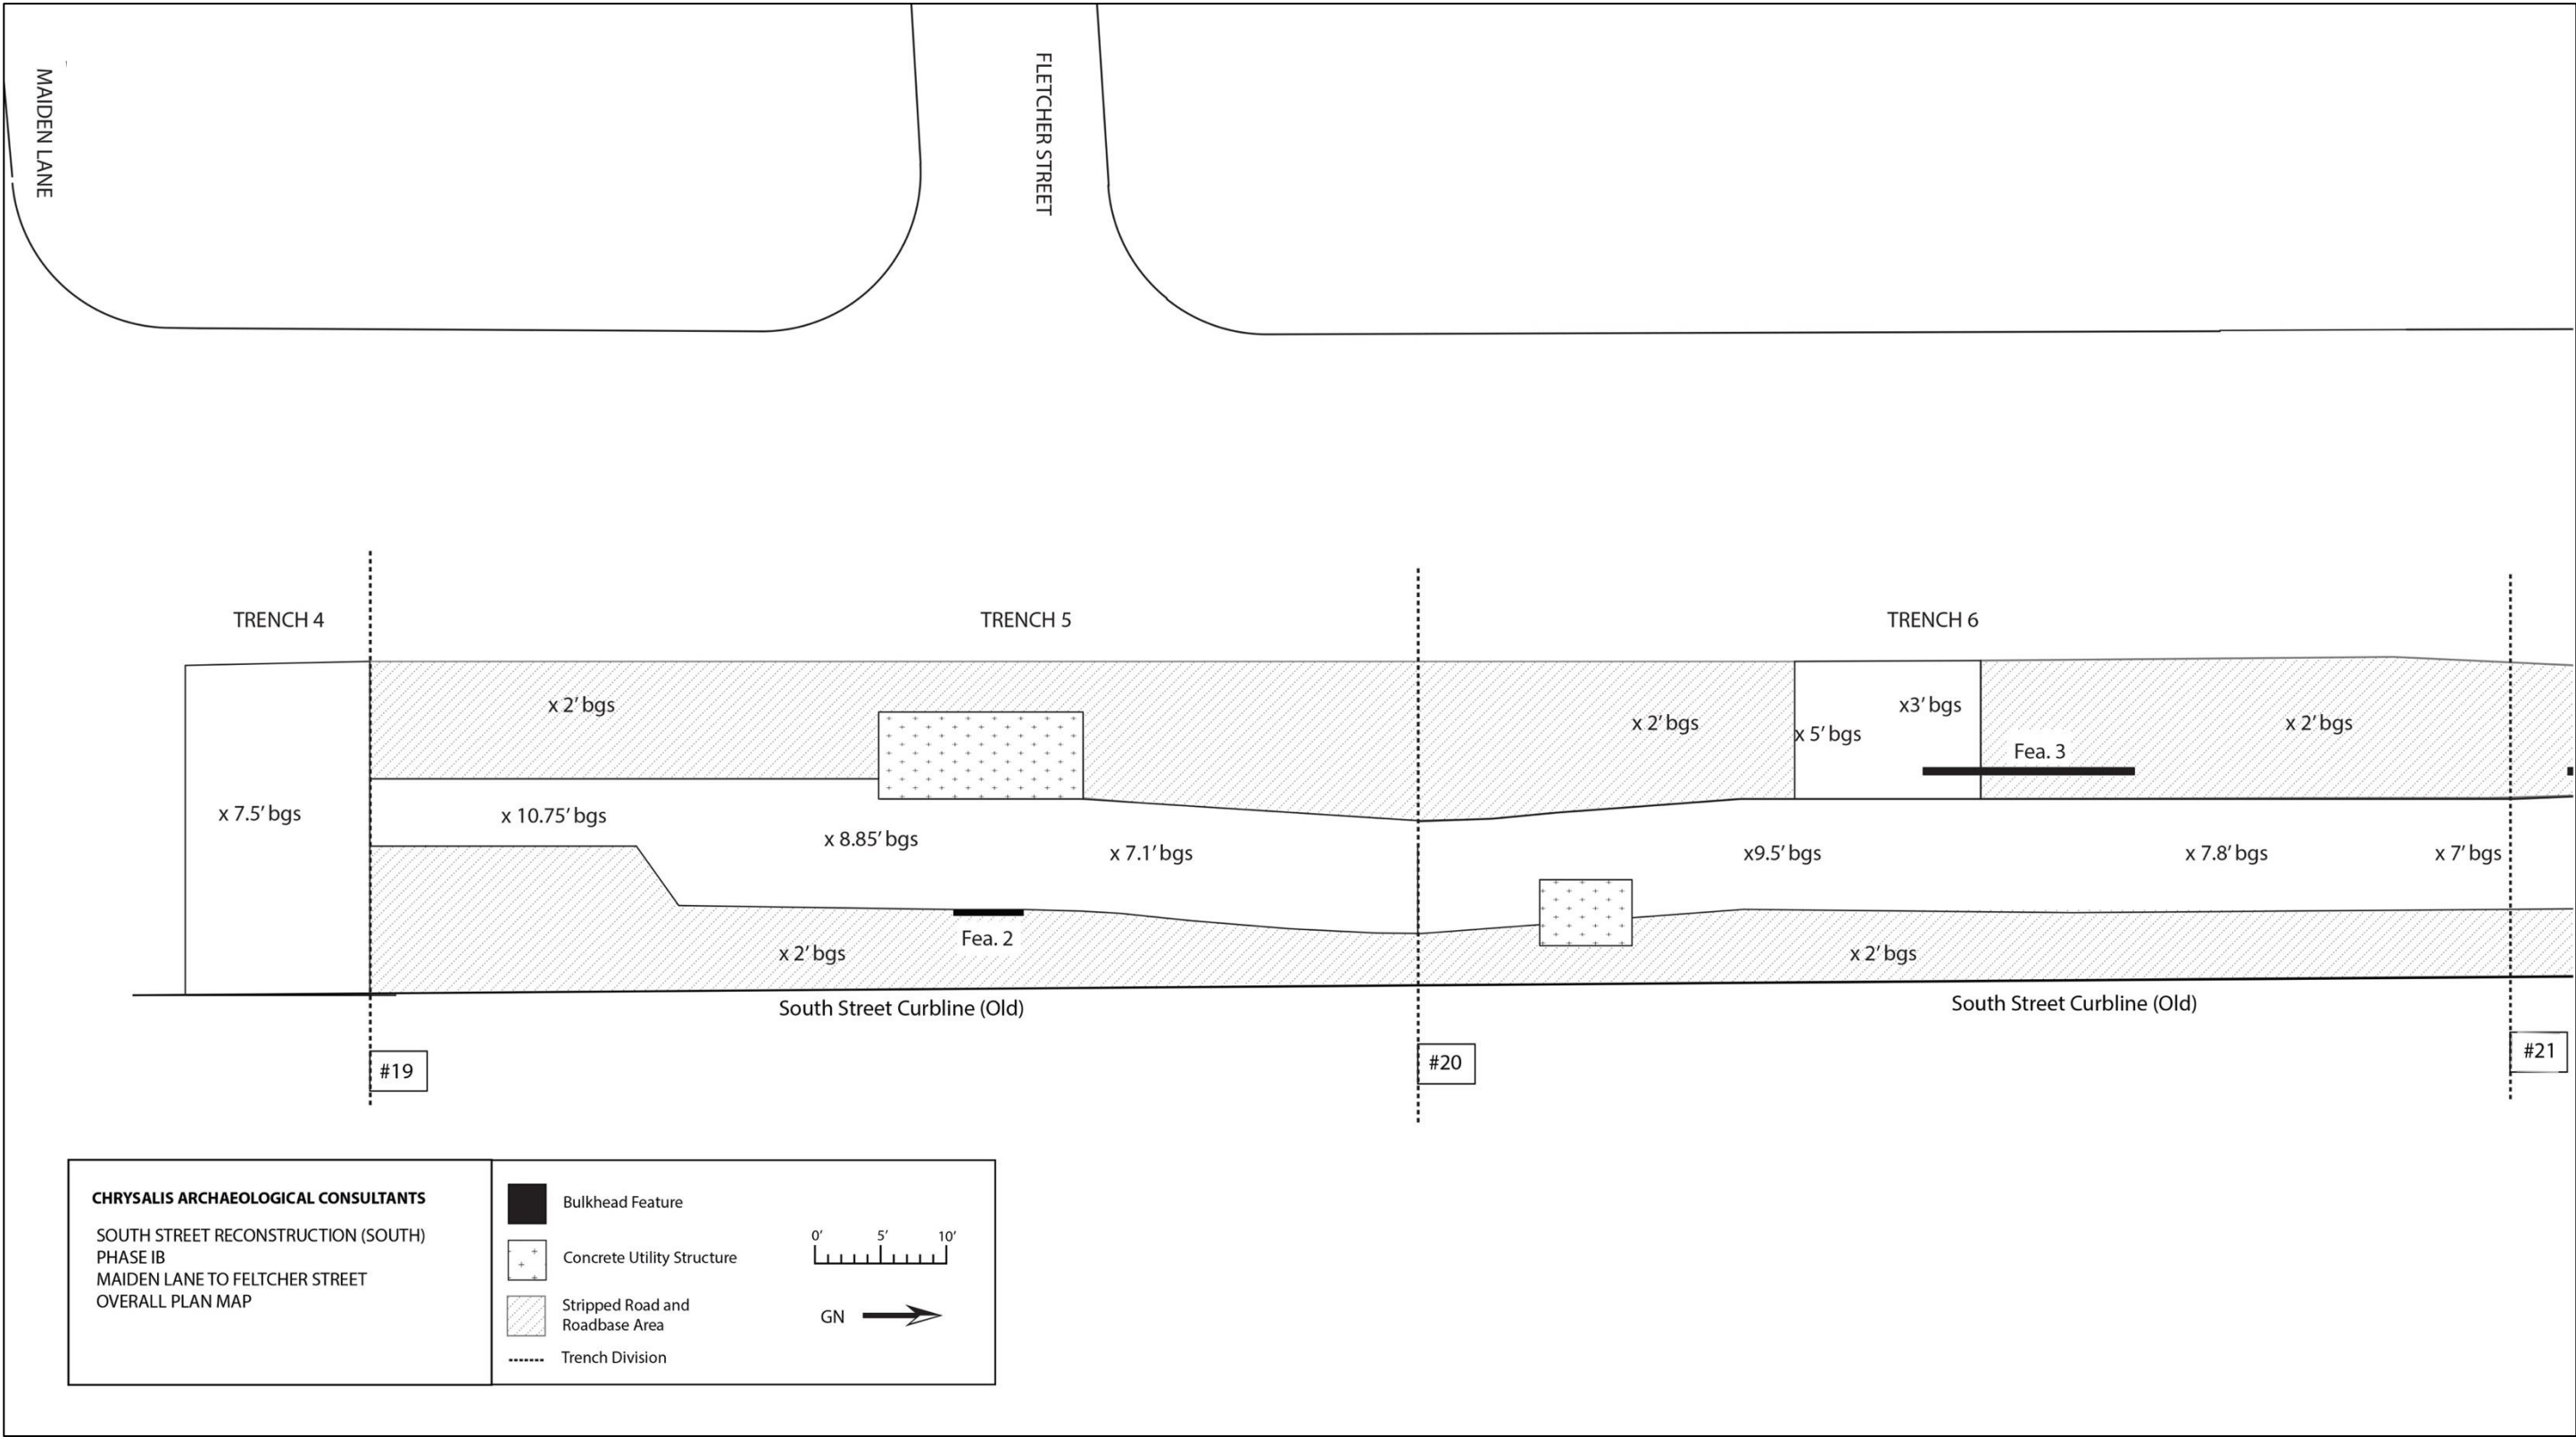 MAIDEN LANE
FLETCHER STREET
TRENCH 4
TRENCH 5
TRENCH 6
x 2' bgs
x 2' bgs
x 5' bgs
x3' bgs
x 2' bgs
Fea. 3
x 7.5' bgs
x 10.75' bgs
x 8.85' bgs
x 7.1' bgs
x9.5' bgs
x 7.8' bgs
x 7' bgs
Fea. 2
x 2' bgs
x 2' bgs
South Street Curbline (Old)
South Street Curbline (Old)
#19
#20
#21
CHRYSALIS ARCHAEOLOGICAL CONSULTANTS
SOUTH STREET RECONSTRUCTION (SOUTH)
PHASE IB
MAIDEN LANE TO FELTCHER STREET
OVERALL PLAN MAP
Bulkhead Feature
Concrete Utility Structure
Stripped Road and
Roadbase Area
Trench Division
0' 5' 10'
GN